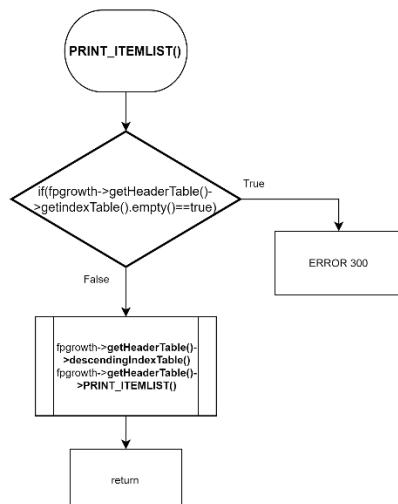 PRINT_ITEMLIST()
if(fpgrowth->getHeaderTable()-
>getindexTable().empty()==true)
True
ERROR 300
False
fpgrowth->getHeaderTable()-
>descendingIndexTable()
fpgrowth->getHeaderTable()-
>PRINT_ITEMLIST()
return